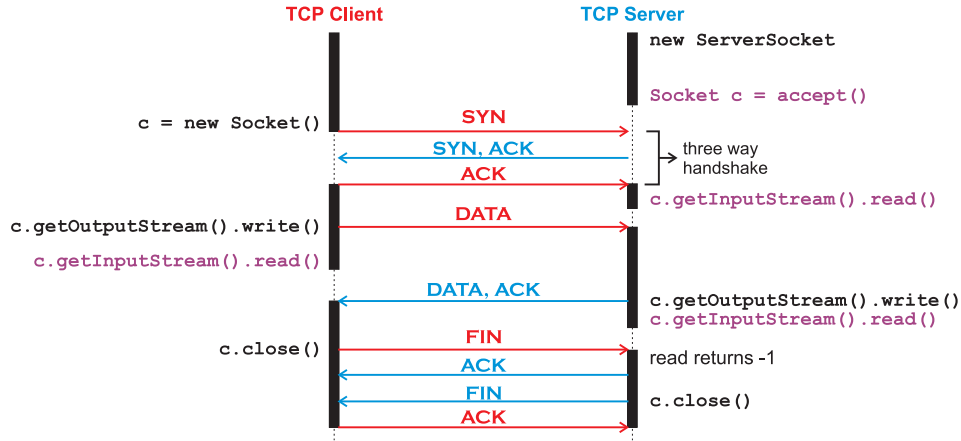 TCP Client
TCP Server
new ServerSocket
Socket c = accept()
c = new Socket()
SYN
SYN, ACK
three way
handshake
ACK
c.getInputStream().read()
c.getOutputStream().write()
DATA
c.getInputStream().read()
DATA, ACK
c.getOutputStream().write()
c.getInputStream().read()
FIN
c.close()
read returns -1
ACK
FIN
c.close()
ACK